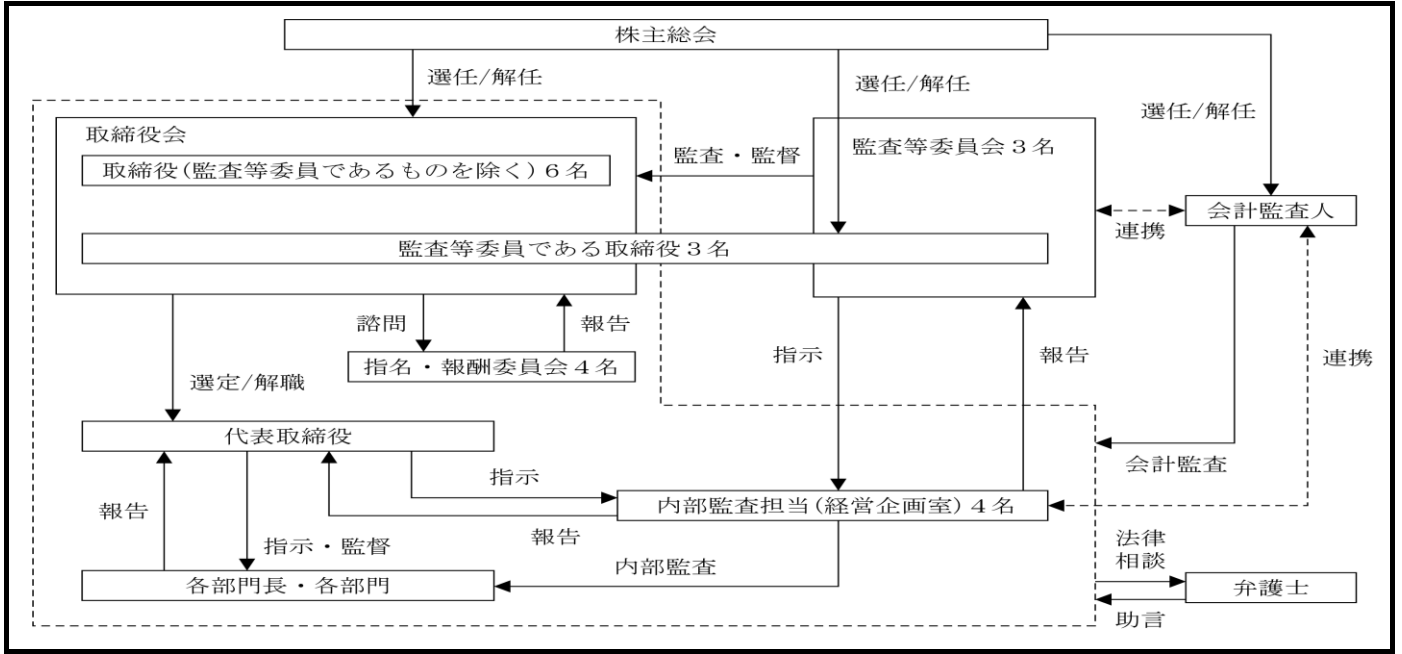 株主総会
選任/解任
選任/解任
選任/解任
取締役会
取締役(監査等委員であるものを除く)6名
監査・監督
監査等委員会3名
会計監査人
連携
監査等委員である取締役3名
諮問
報告
指名・報酬委員会4名
指示
報告
連携
選定/解職
代表取締役
会計監査
指示
内部監査担当(経営企画室)4名
報告
報告
指示・監督
内部監査
各部門長・各部門
法律
相談
弁護士
助言